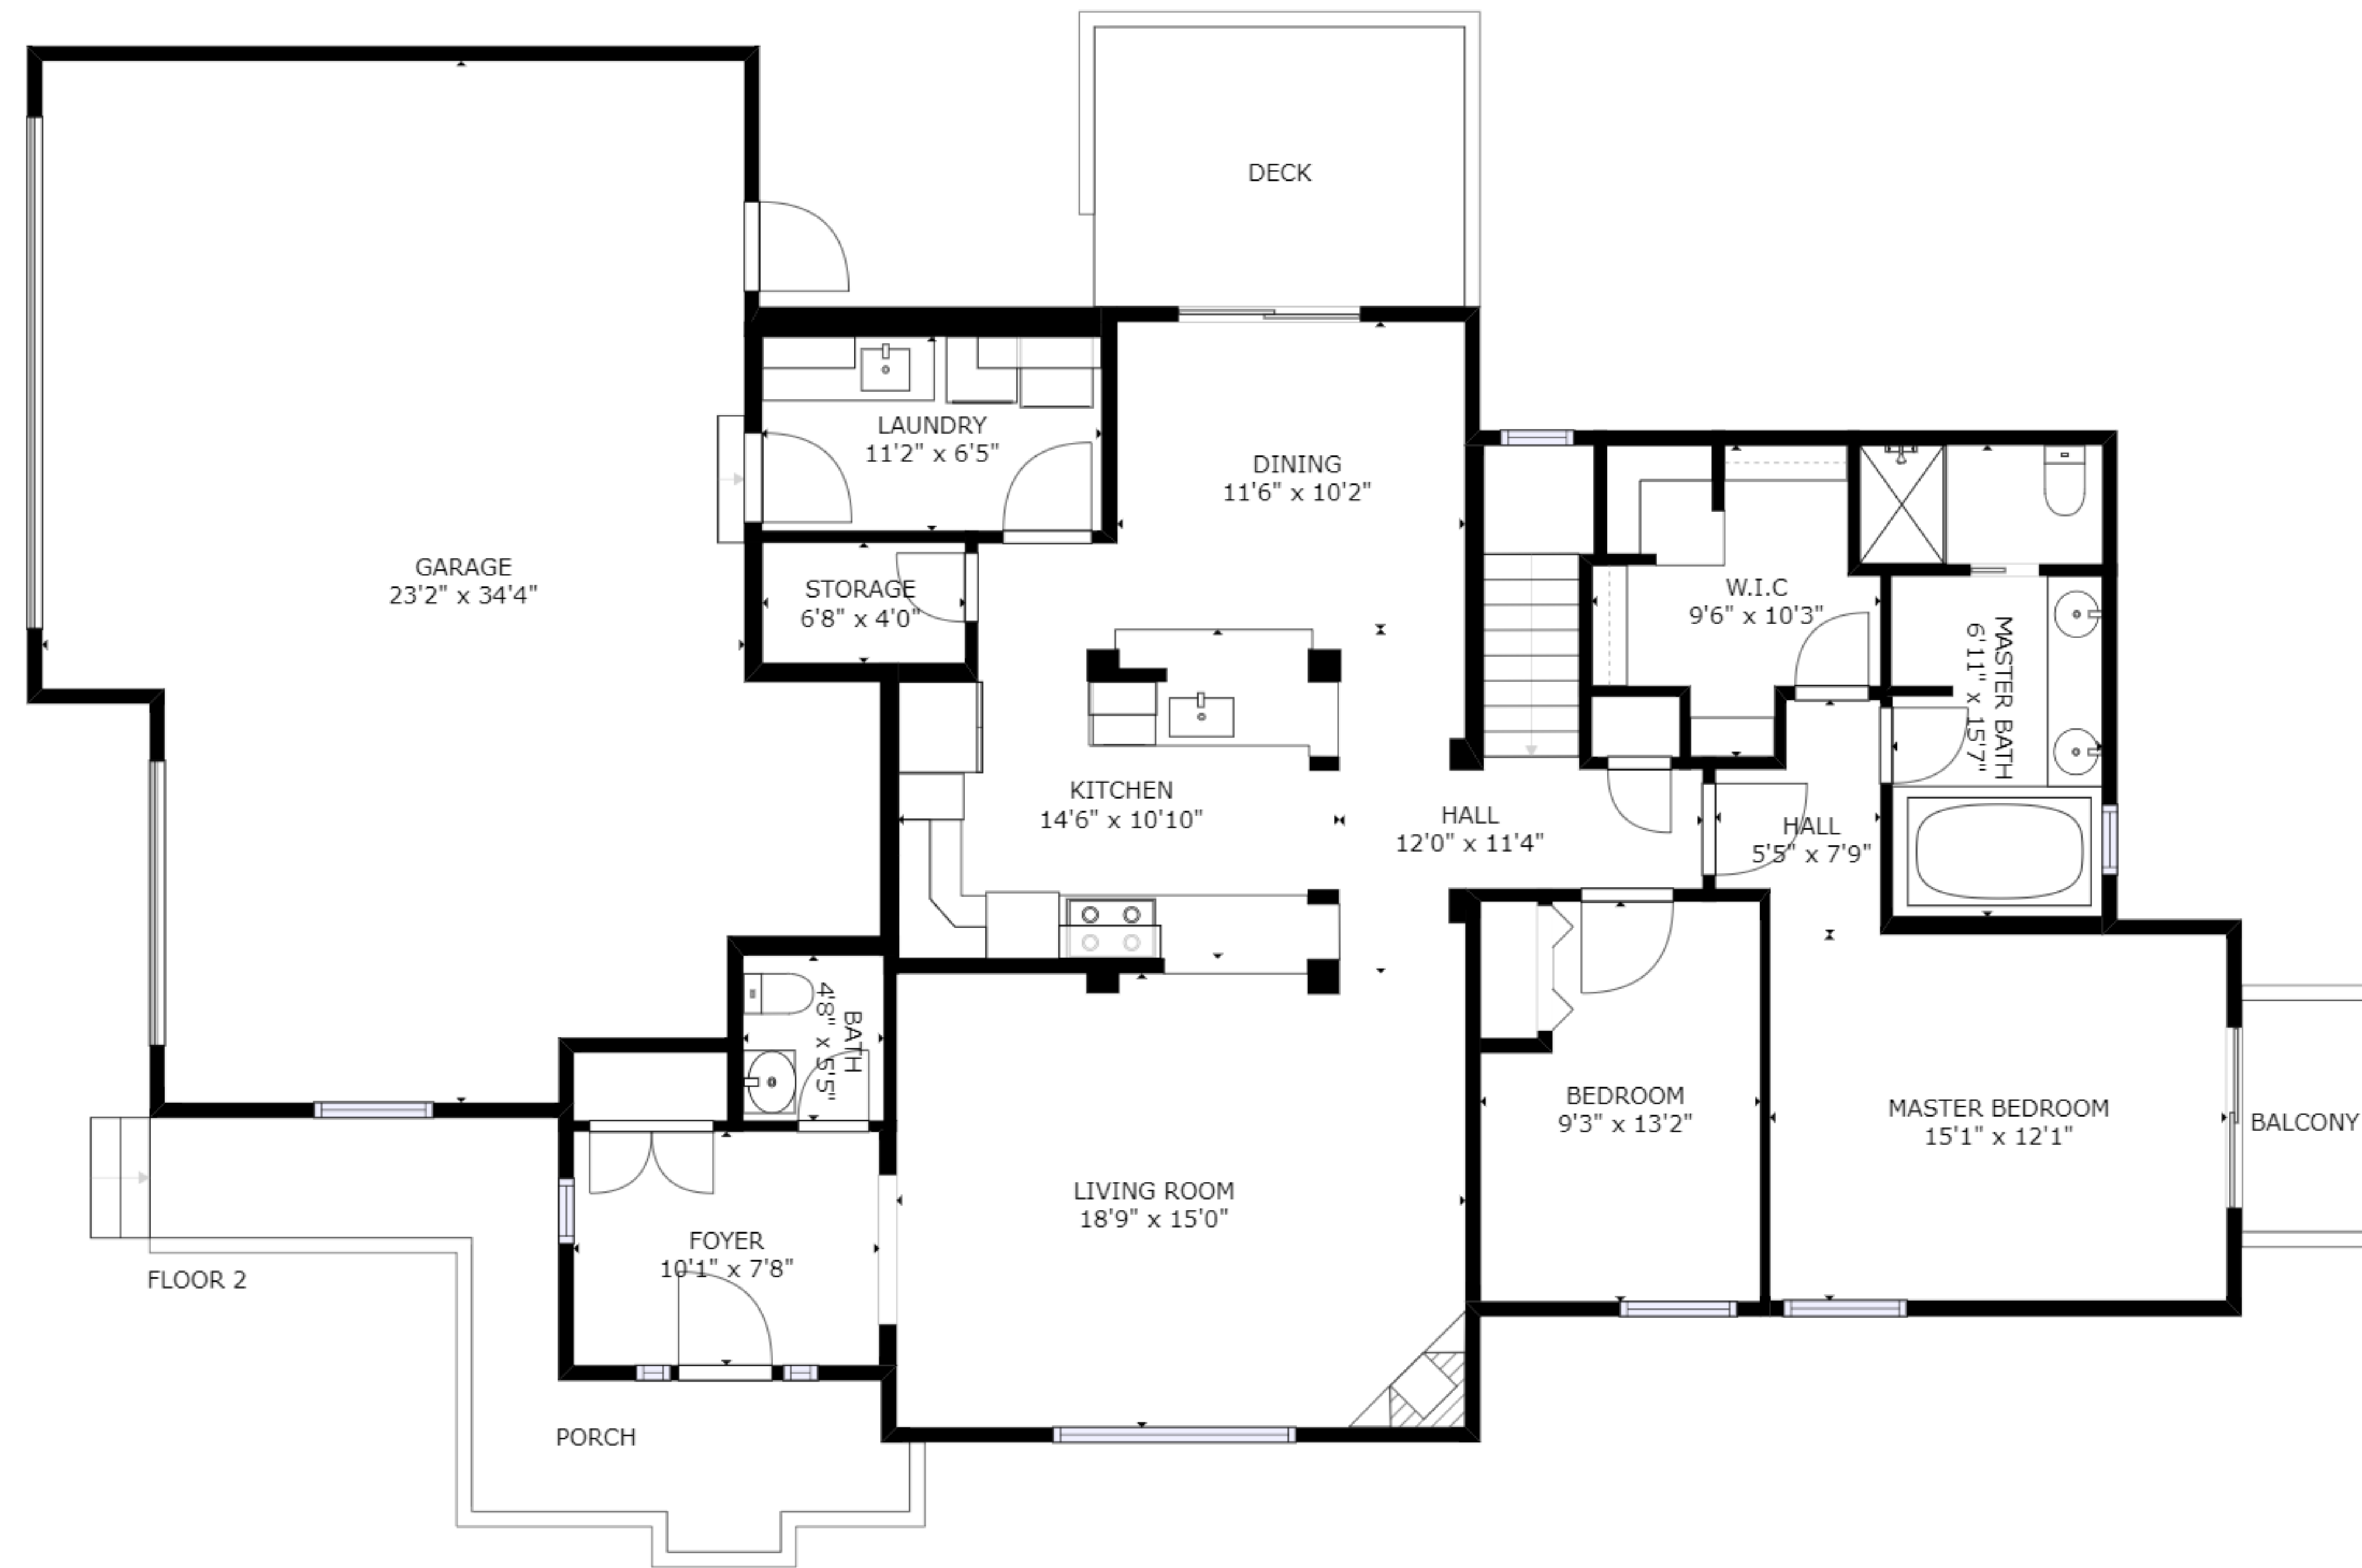 DECK
LAUNDRY
11'2" x 6'5"
DINING
11'6" x 10'2"
GARAGE
23'2" x 34'4"
STORAGE
6'8" x 4'0"
W.I.C
9'6" x 10'3"
MASTER BATH
6'11" x 15'7"
KITCHEN
14'6" x 10'10"
HALL
12'0" x 11'4"
HALL
5'5" x 7'9"
BATH
4'8" x 5'5"
BEDROOM
9'3" x 13'2"
MASTER BEDROOM
15'1" x 12'1"
BALCONY
LIVING ROOM
18'9" x 15'0"
FOYER
10'1" x 7'8"
FLOOR 2
PORCH